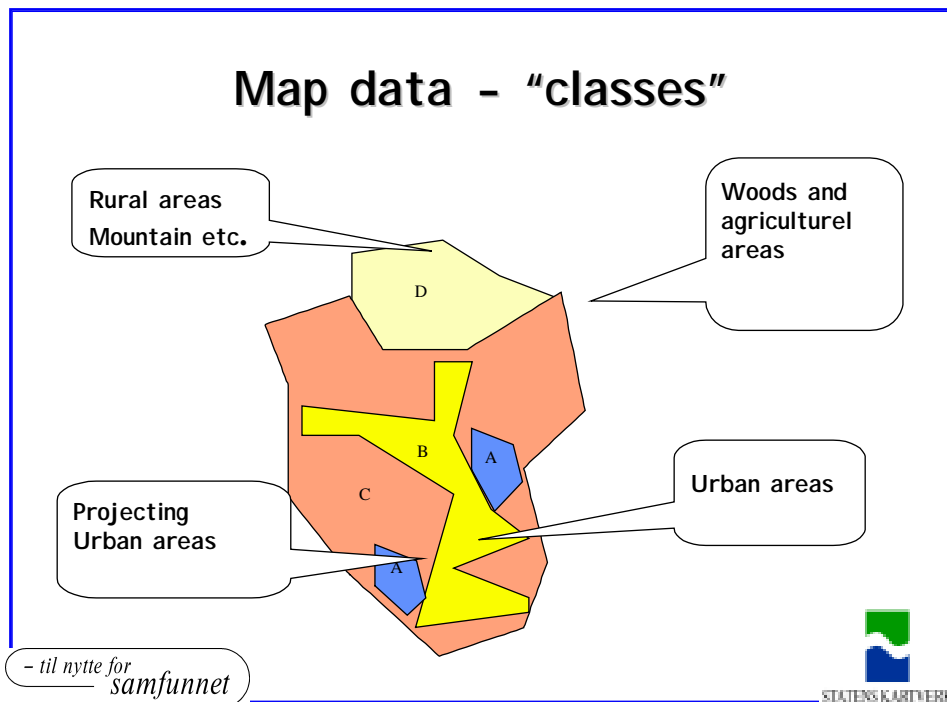 Map data - “classes”
Rural areas
Mountain etc.
Woods and
agriculturel
areas
D
B
A
C
Urban areas
Projecting
Urban areas
A
– til nytte for
samfunnet
STATENS KARTVERK